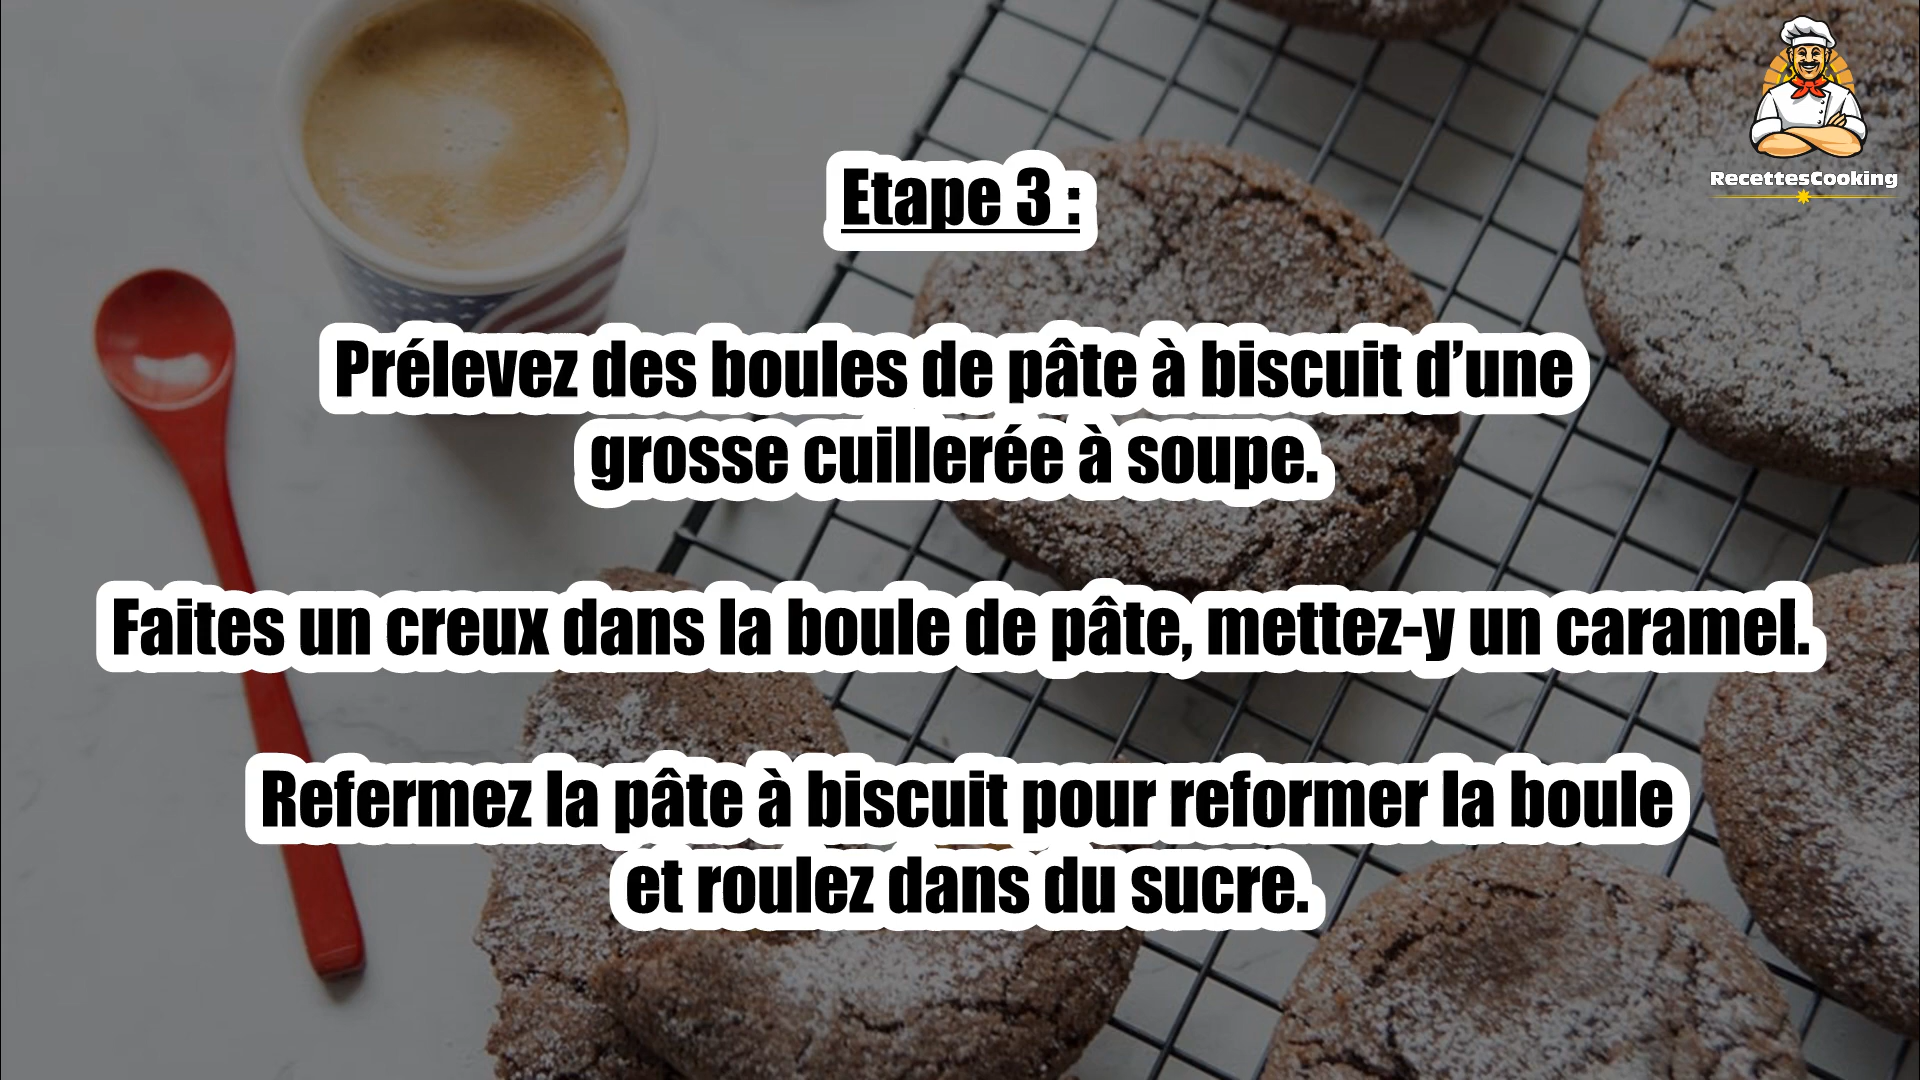 RecettesCooking
Etape 3 :
Prélevez des boules de pâte à biscuit d’une
grosse cuillerée à soupe.
Faites un creux dans la boule de pâte, mettez-y un caramel.
Refermez la pâte à biscuit pour reformer la boule
et roulez dans du sucre.